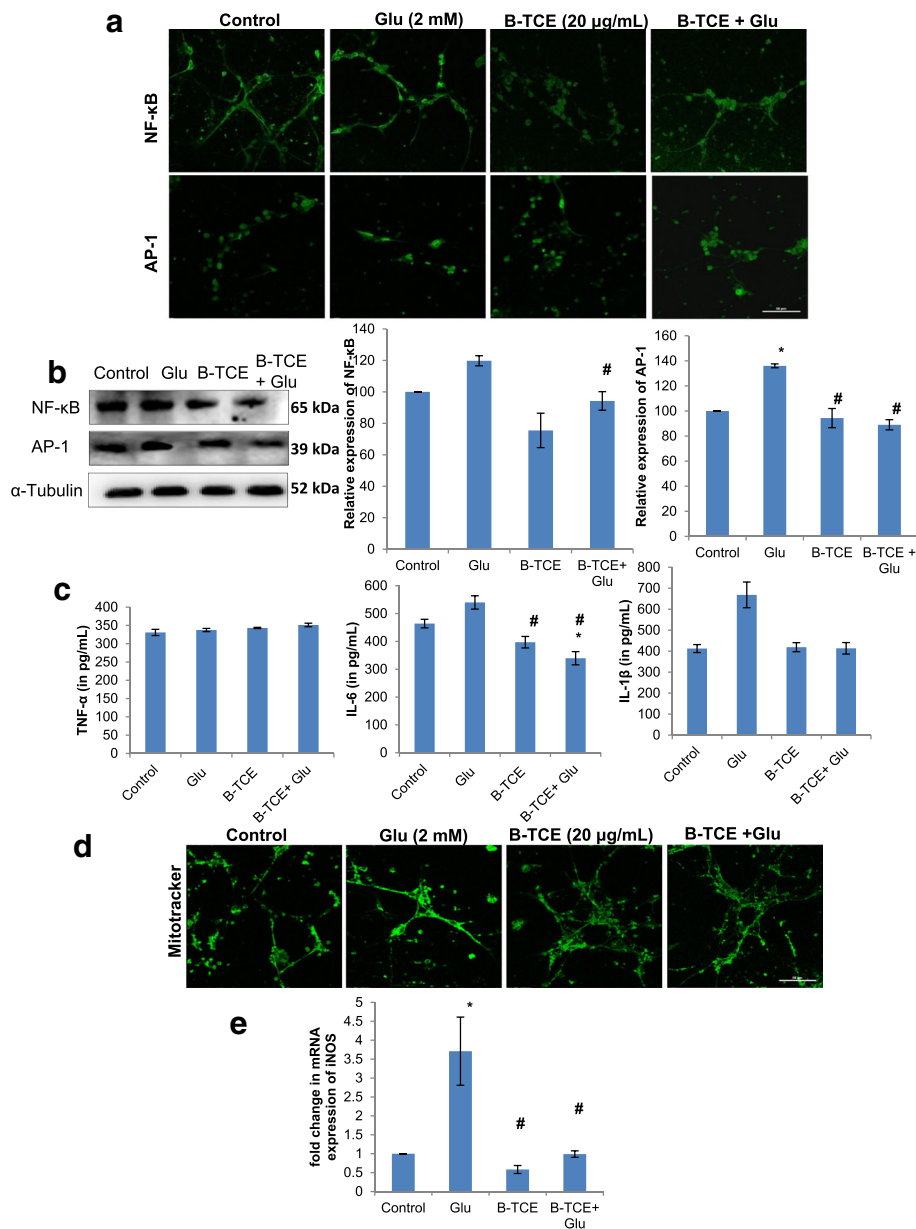 a
Control
Glu (2 mM)
B-TCE (20 µg/mL)
B-TCE + Glu
NF-κB
AP-1
b
Control
Glu
B-TCE
B-TCE
+ Glu
NF-κB
65 kDa
AP-1
39 kDa
α-Tubulin
52 kDa
Relative expression of NF-κB
140
120
100
80
60
40
20
0
Control
Glu
B-TCE
B-TCE+
Glu
#
Relative expression of AP-1
160
140
120
100
80
60
40
20
0
*
#
#
Control
Glu
B-TCE
B-TCE +
Glu
c
TNF-α (in pg/mL)
400
350
300
250
200
150
100
50
0
Control
Glu
B-TCE
B-TCE+ Glu
IL-6 (in pg/mL)
600
500
400
300
200
100
0
#
#
*
Control
Glu
B-TCE
B-TCE+ Glu
IL-1β (in pg/mL)
800
700
600
500
400
300
200
100
0
Control
Glu
B-TCE
B-TCE+ Glu
d
Control
Glu (2 mM)
B-TCE (20 µg/mL)
B-TCE +Glu
Mitotracker
e
fold change in mRNA
expression of iNOS
5
4.5
4
3.5
3
2.5
2
1.5
1
0.5
0
*
#
#
Control
Glu
B-TCE
B-TCE+
Glu